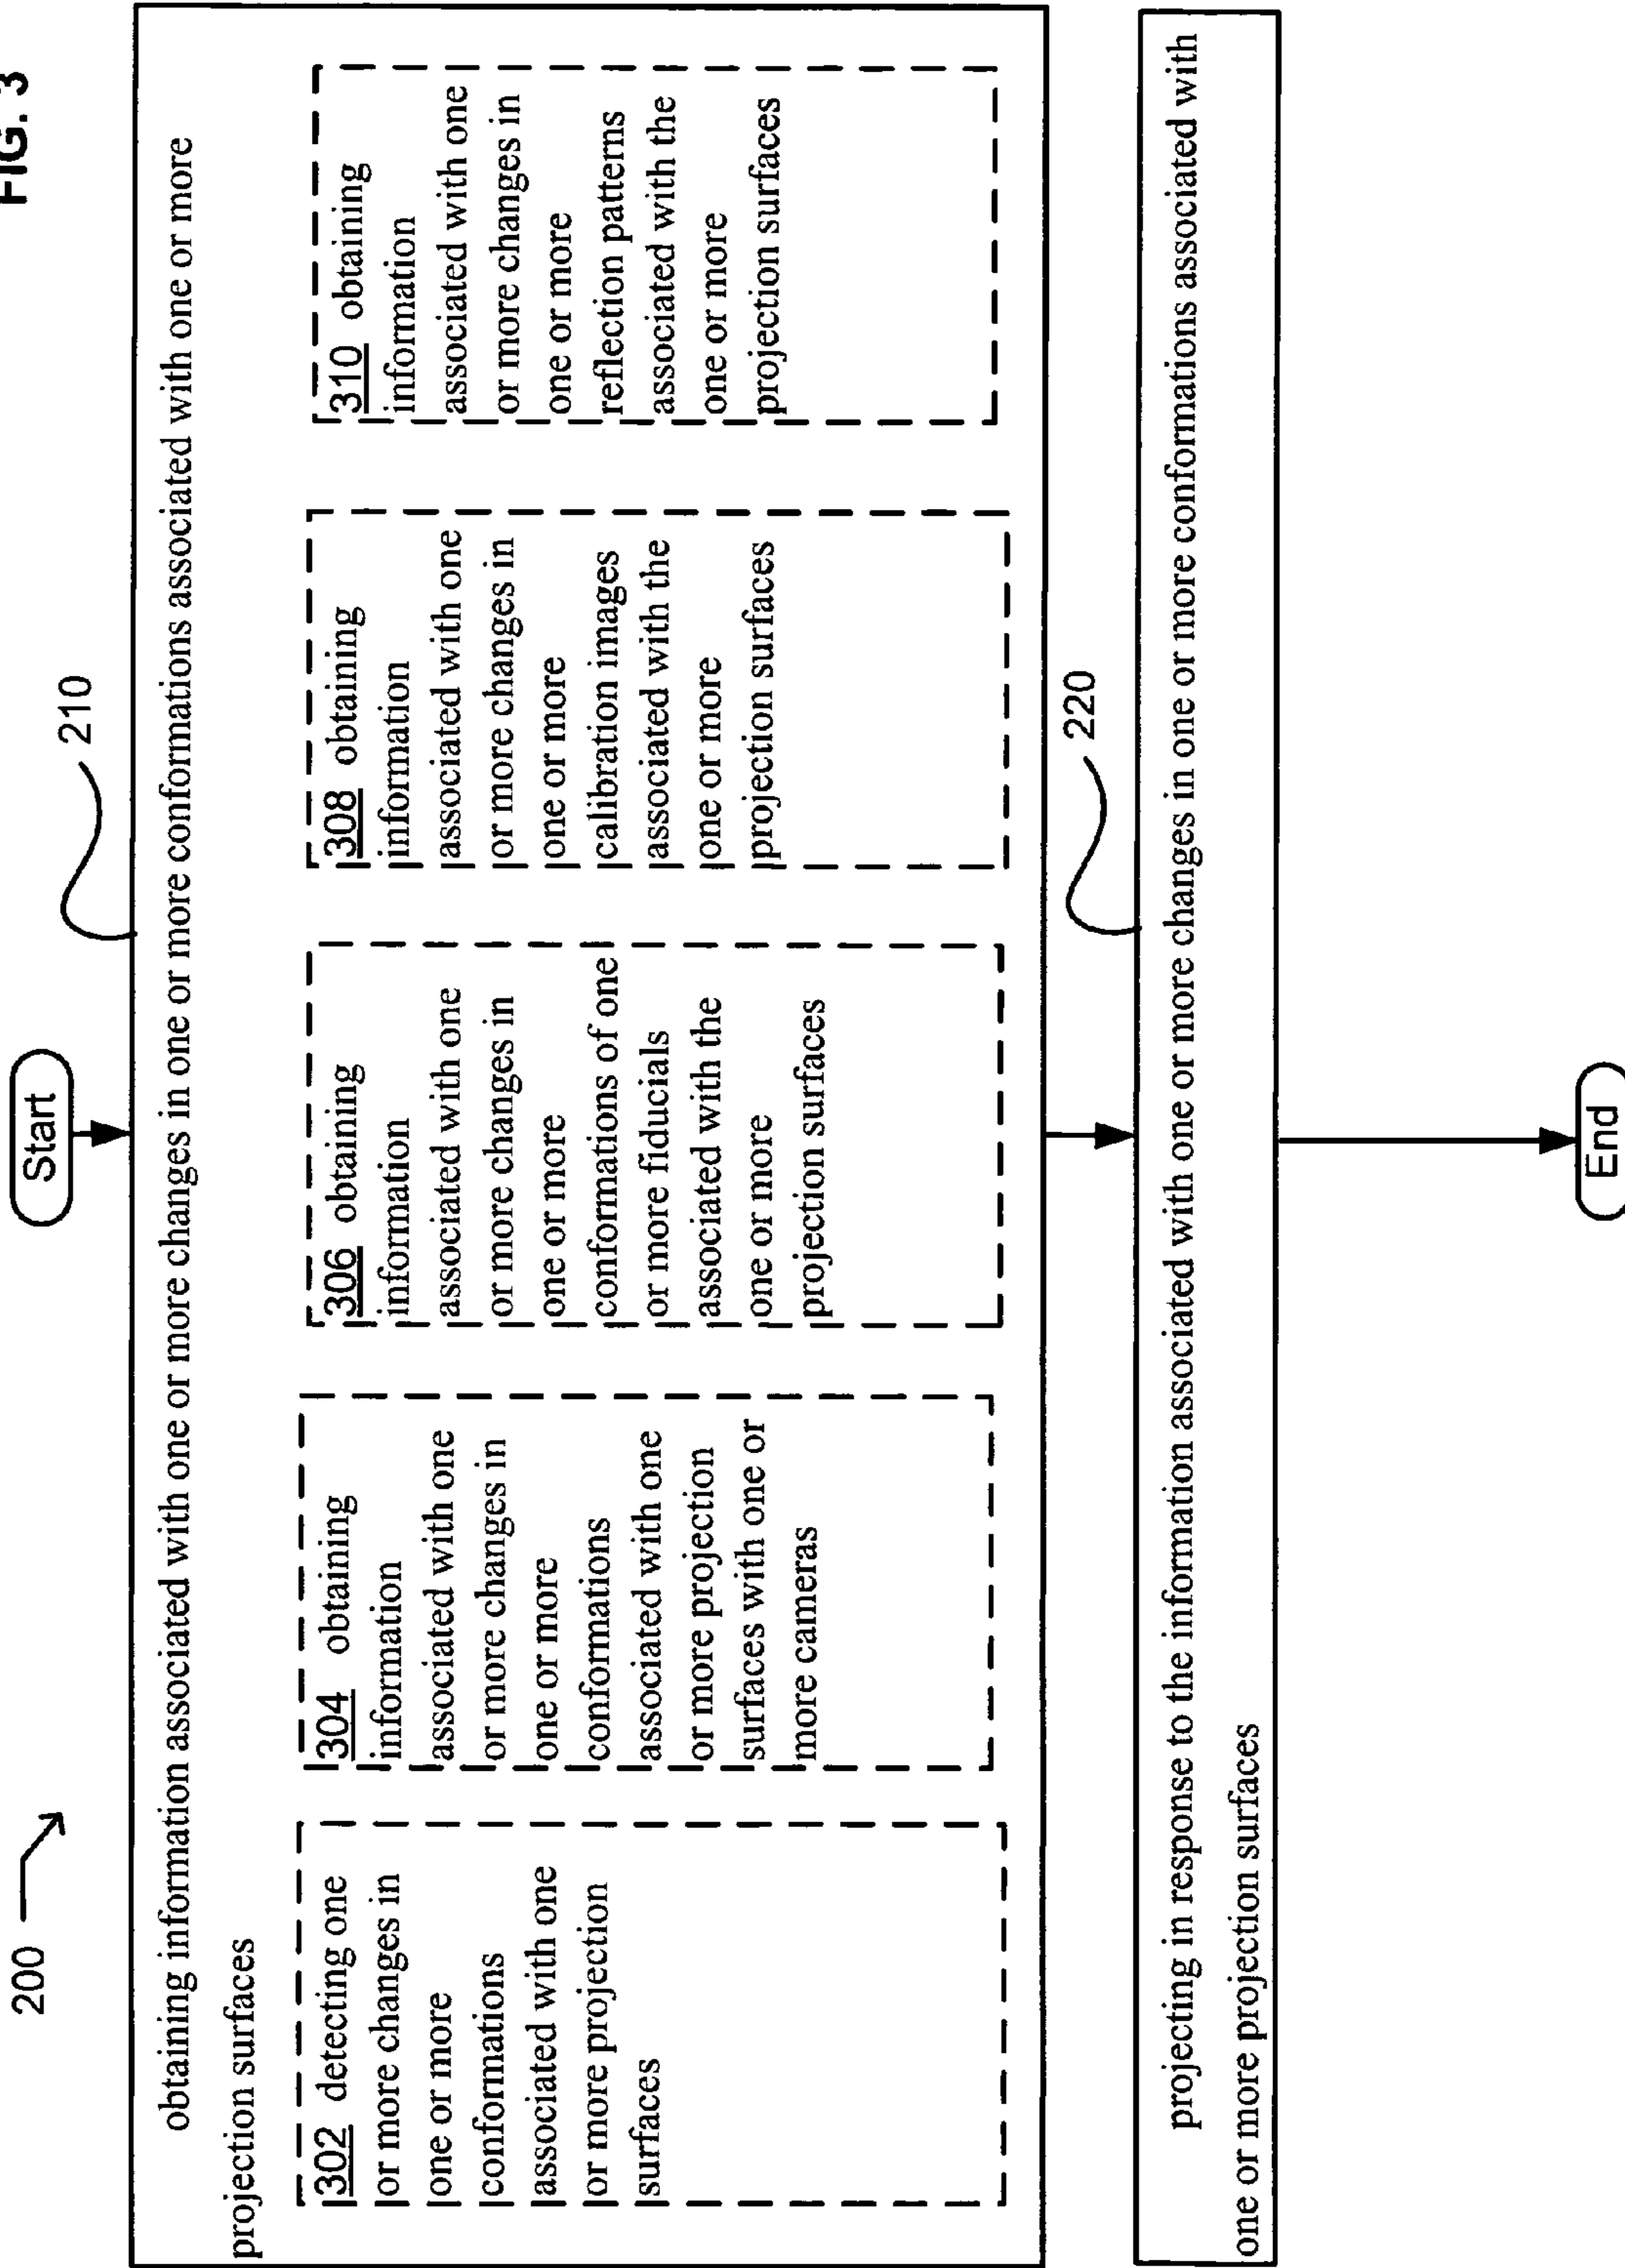 FIG. 3
200
Start
210
obtaining information associated with one or more changes in one or more conformations associated with one or more
projection surfaces
302 detecting one
or more changes in
one or more
conformations
associated with one
or more projection
surfaces
304 obtaining
information
associated with one
or more changes in
one or more
conformations
associated with one
or more projection
surfaces with one or
more cameras
306 obtaining
information
associated with one
or more changes in
one or more
conformations of one
or more fiducials
associated with the
one or more
projection surfaces
308 obtaining
information
associated with one
or more changes in
one or more
calibration images
associated with the
one or more
projection surfaces
310 obtaining
information
associated with one
or more changes in
one or more
reflection patterns
associated with the
one or more
projection surfaces
220
projecting in response to the information associated with one or more changes in one or more conformations associated with
one or more projection surfaces
End